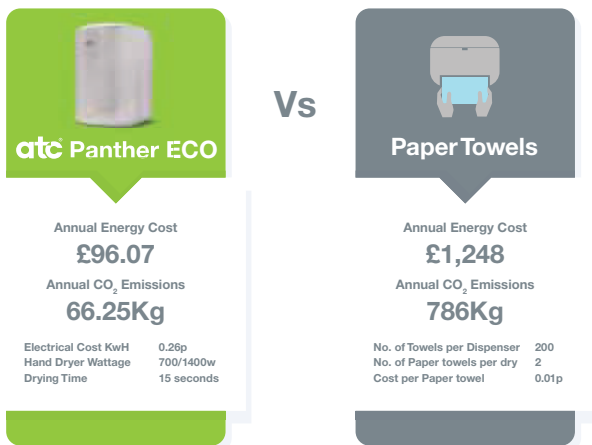 atc Panther ECO
Annual Energy Cost
£96.07
Annual CO₂ Emissions
66.25Kg
Electrical Cost KwH 0.26p
Hand Dryer Wattage 700/1400w
Drying Time 15 seconds
Vs
Paper Towels
Annual Energy Cost
£1,248
Annual CO₂ Emissions
786Kg
No. of Towels per Dispenser 200
No. of Paper towels per dry 2
Cost per Paper towel 0.01p